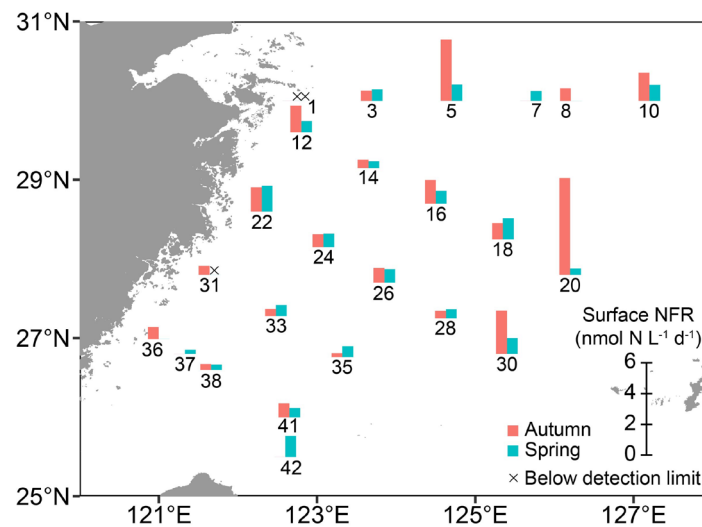 31°N
1
3
5
7
8
10
12
29°N
14
16
22
18
24
20
31
26
Surface NFR
(nmol N L⁻¹ d⁻¹)
27°N
33
28
36
37
35
30
38
6
4
2
0
41
Autumn
Spring
42
× Below detection limit
25°N
121°E 123°E 125°E 127°E